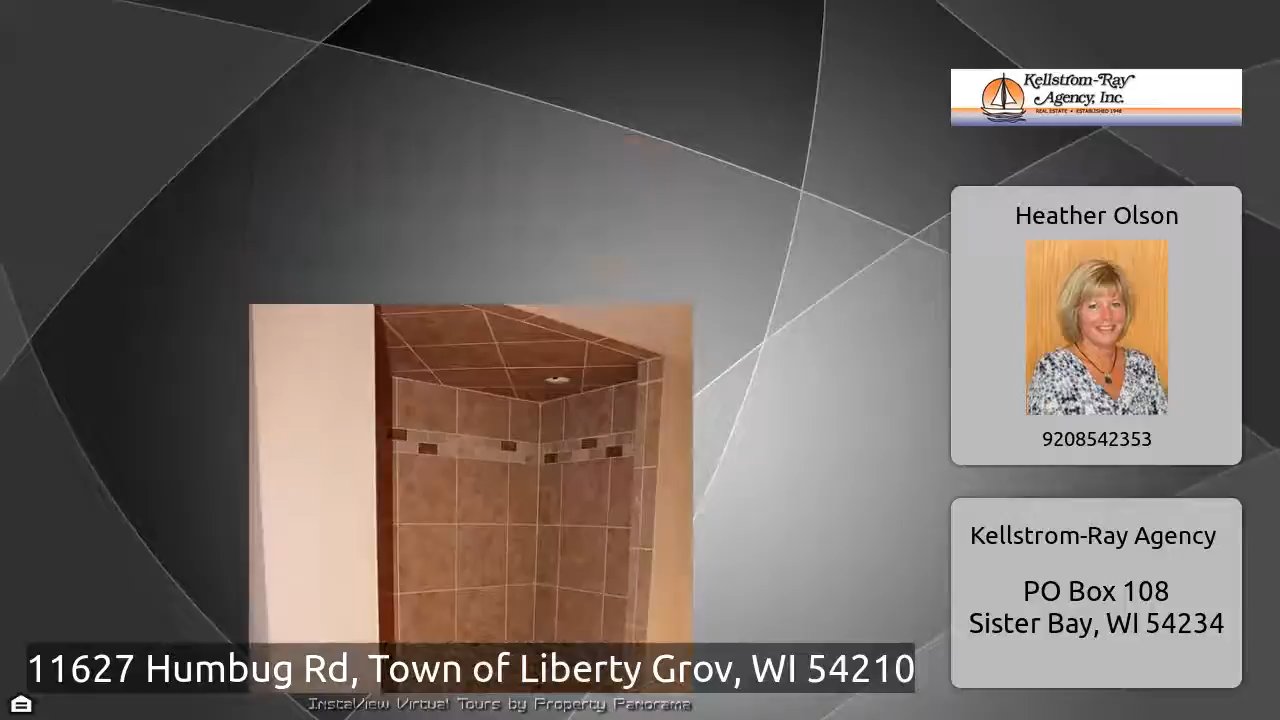 Kellstrom-Ray
Agency, Inc.
REAL ESTATE • ESTABLISHED 1948
Heather Olson
9208542353
Kellstrom-Ray Agency
PO Box 108
Sister Bay, WI 54234
11627 Humbug Rd, Town of Liberty Grov, WI 54210
InstaView Virtual Tours by Property Panorama